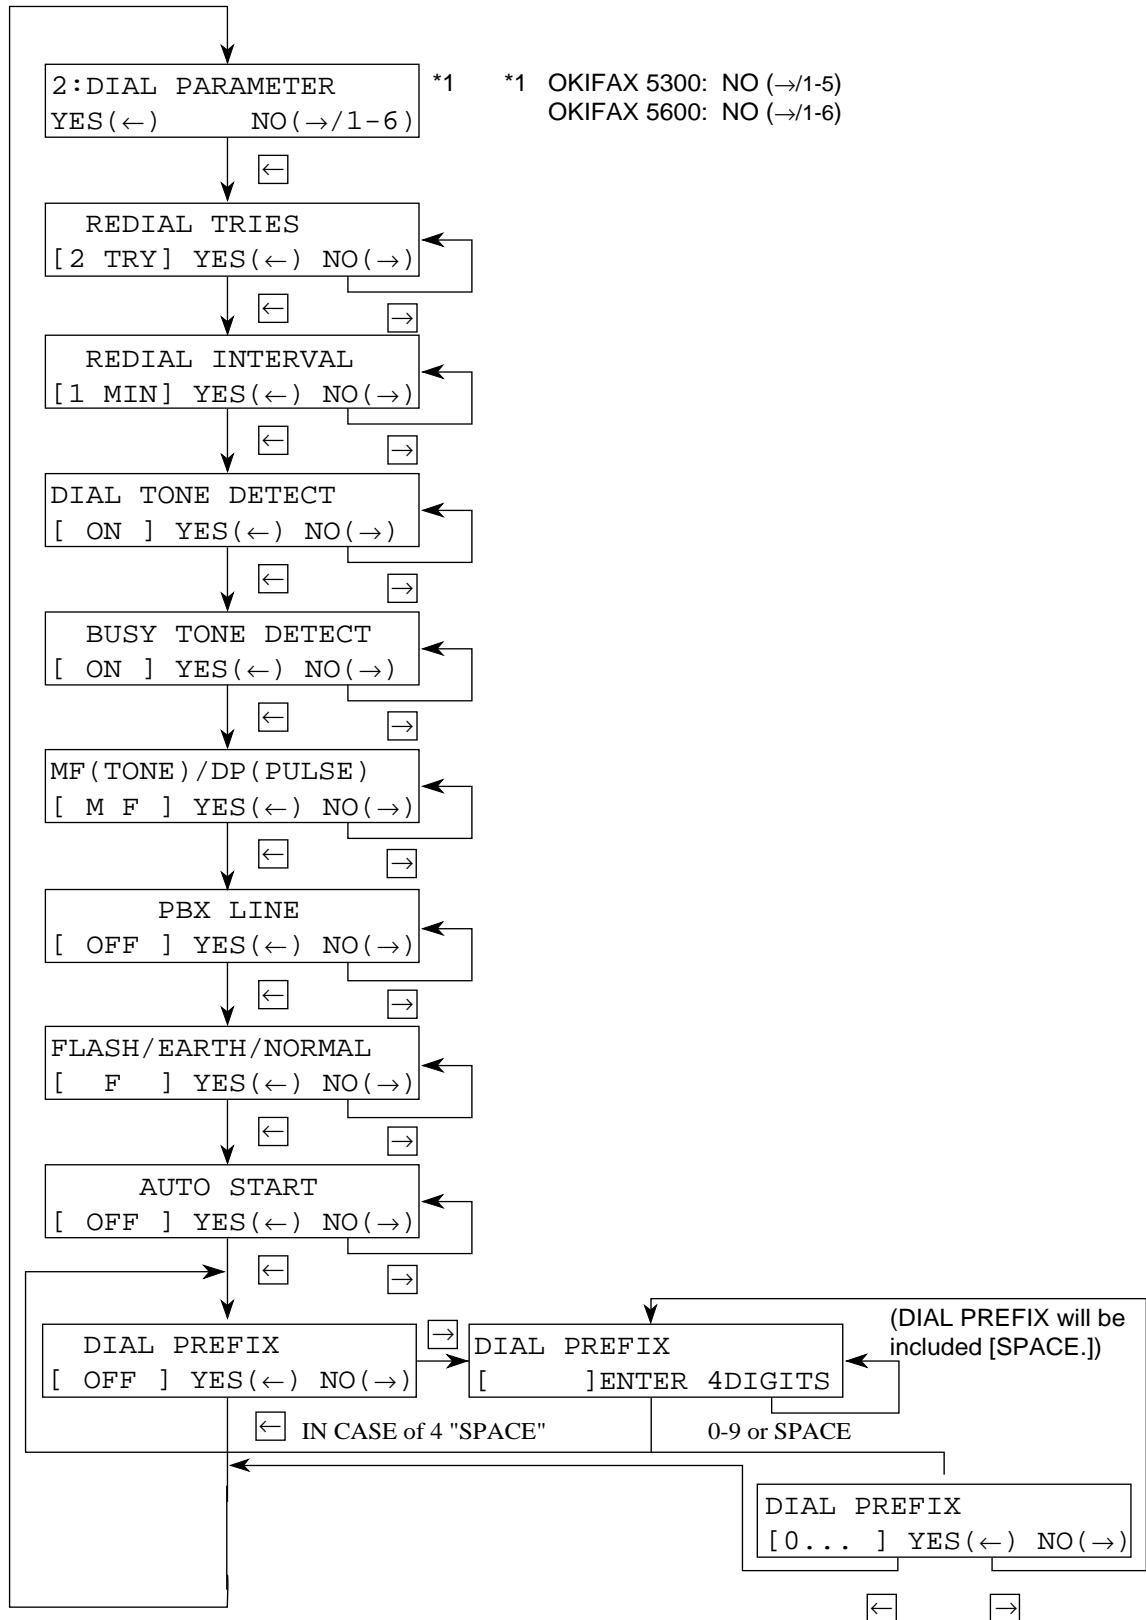 2:DIAL PARAMETER
YES(←) NO(→/1-6)
*1
*1 OKIFAX 5300: NO (→/1-5)
OKIFAX 5600: NO (→/1-6)
←
REDIAL TRIES
[2 TRY] YES(←) NO(→)
←
→
REDIAL INTERVAL
[1 MIN] YES(←) NO(→)
←
→
DIAL TONE DETECT
[ ON ] YES(←) NO(→)
←
→
BUSY TONE DETECT
[ ON ] YES(←) NO(→)
←
→
MF(TONE)/DP(PULSE)
[ M F ] YES(←) NO(→)
←
→
PBX LINE
[ OFF ] YES(←) NO(→)
←
→
FLASH/EARTH/NORMAL
[ F ] YES(←) NO(→)
←
→
AUTO START
[ OFF ] YES(←) NO(→)
←
→
DIAL PREFIX
[ OFF ] YES(←) NO(→)
→
DIAL PREFIX
[ ]ENTER 4DIGITS
(DIAL PREFIX will be
included [SPACE.])
← IN CASE of 4 "SPACE"
0-9 or SPACE
DIAL PREFIX
[0... ] YES(←) NO(→)
←
→